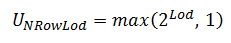 U_{NRowLod} = max(2^{Lod}, 1)